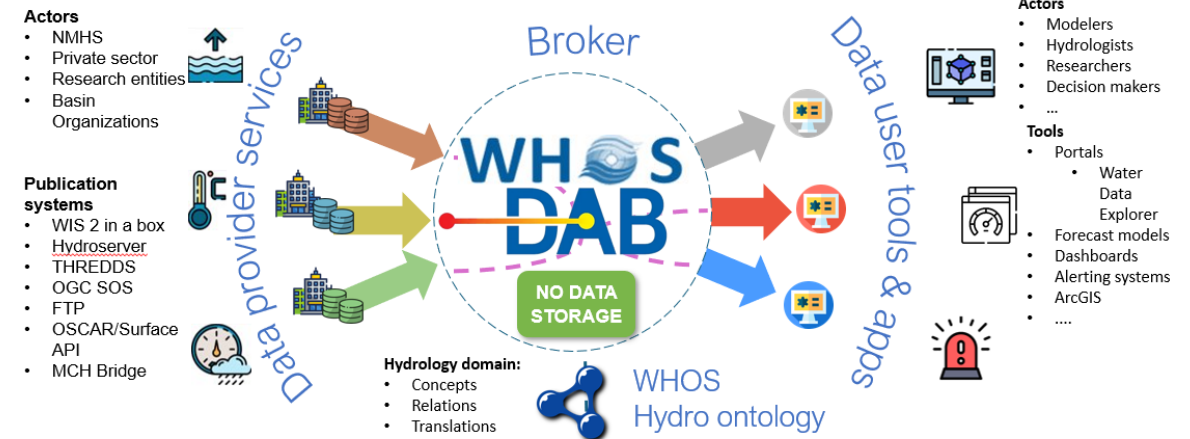 Actors
• NMHS
• Private sector
• Research entities
• Basin
Organizations
Publication
systems
• WIS 2 in a box
• Hydroserver
• THREDDS
• OGC SOS
• FTP
• OSCAR/Surface
API
• MCH Bridge
Data provider services
Broker
WHOS
DAB
NO DATA
STORAGE
Hydrology domain:
• Concepts
• Relations
• Translations
WHOS
Hydro ontology
Data user tools & apps
Actors
• Modelers
• Hydrologists
• Researchers
• Decision makers
• ...
Tools
• Portals
• Water
Data
Explorer
• Forecast models
• Dashboards
• Alerting systems
• ArcGIS
• ....